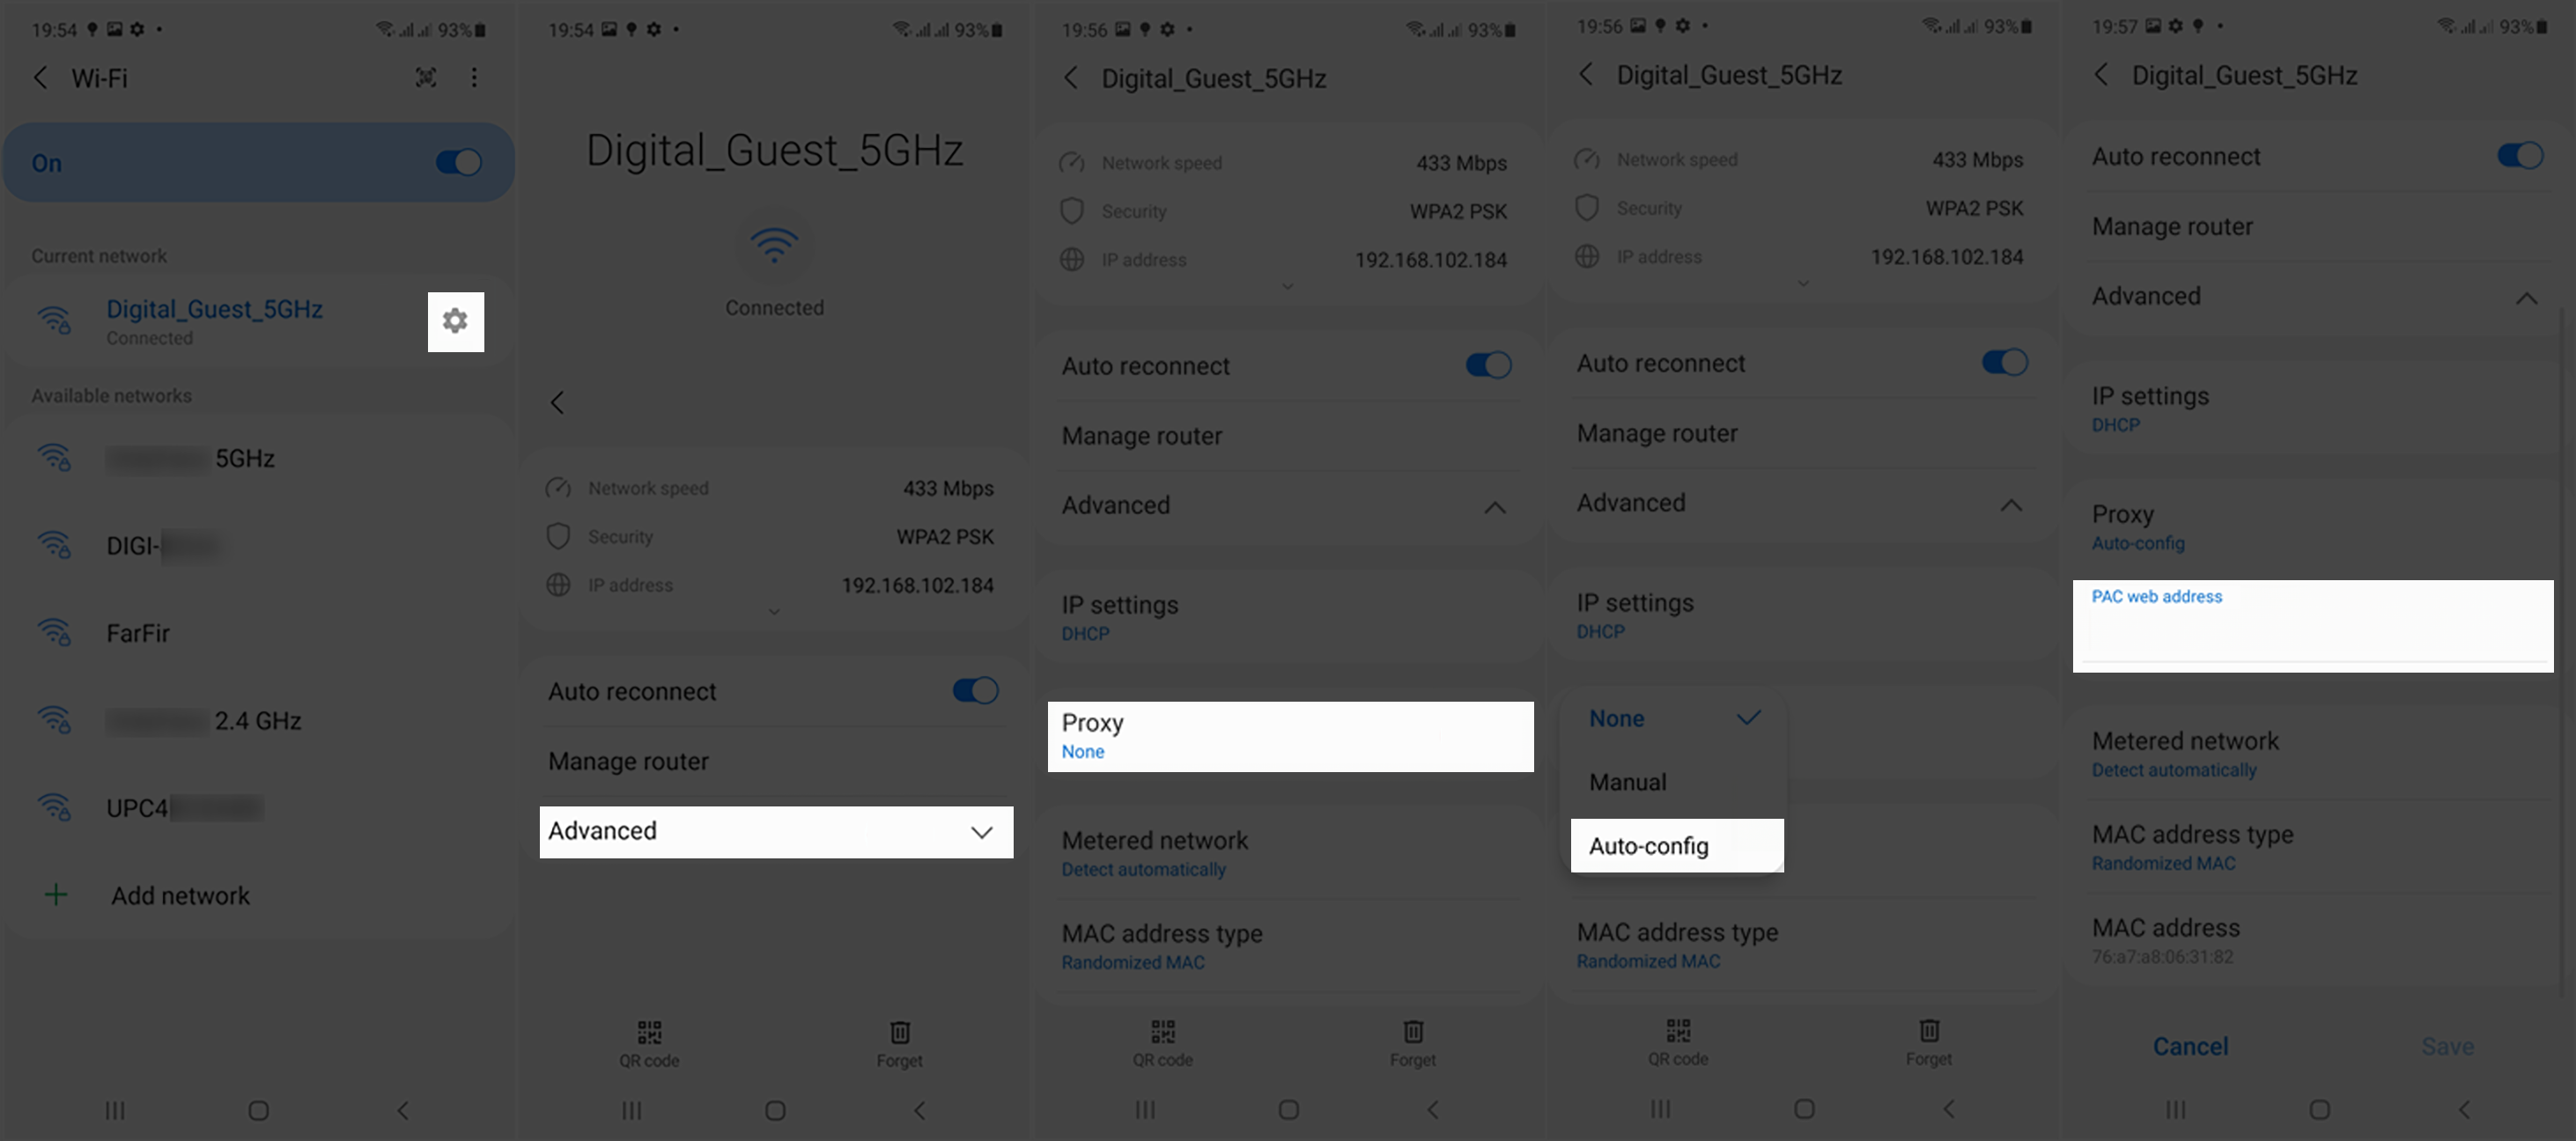 19:54
93%
Wi-Fi
On
Current network
Digital_Guest_5GHz
Connected
Available networks
5GHz
DIGI-
FarFir
2.4 GHz
UPC4
Add network
19:54
93%
Digital_Guest_5GHz
Connected
Network speed 433 Mbps
Security WPA2 PSK
IP address 192.168.102.184
Auto reconnect
Manage router
Advanced
QR code Forget
19:56
93%
Digital_Guest_5GHz
Network speed 433 Mbps
Security WPA2 PSK
IP address 192.168.102.184
Auto reconnect
Manage router
Advanced
IP settings
DHCP
Proxy
None
Metered network
Detect automatically
MAC address type
Randomized MAC
QR code Forget
19:56
93%
Digital_Guest_5GHz
Network speed 433 Mbps
Security WPA2 PSK
IP address 192.168.102.184
Auto reconnect
Manage router
Advanced
IP settings
DHCP
None
Manual
Auto-config
MAC address type
Randomized MAC
QR code Forget
19:57
93%
Digital_Guest_5GHz
Auto reconnect
Manage router
Advanced
IP settings
DHCP
Proxy
Auto-config
PAC web address
Metered network
Detect automatically
MAC address type
Randomized MAC
MAC address
76:a7:a8:06:31:82
Cancel Save